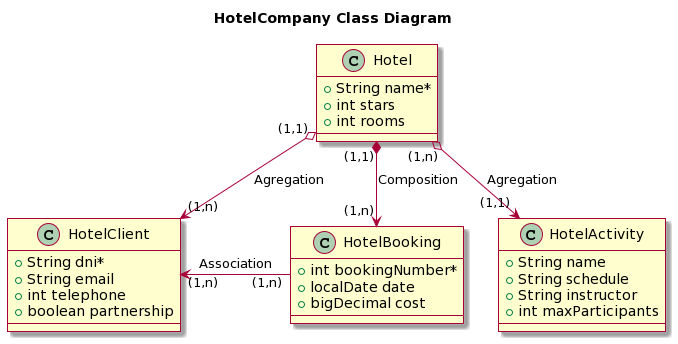 HotelCompany Class Diagram
C Hotel
String name*
int stars
int rooms
(1,1)
(1,1)
(1,n)
Agregation
Composition
Agregation
(1,n)
(1,n)
(1,1)
C HotelClient
String dni*
String email
int telephone
boolean partnership
Association
(1,n)
(1,n)
C HotelBooking
int bookingNumber*
localDate date
bigDecimal cost
C HotelActivity
String name
String schedule
String instructor
int maxParticipants